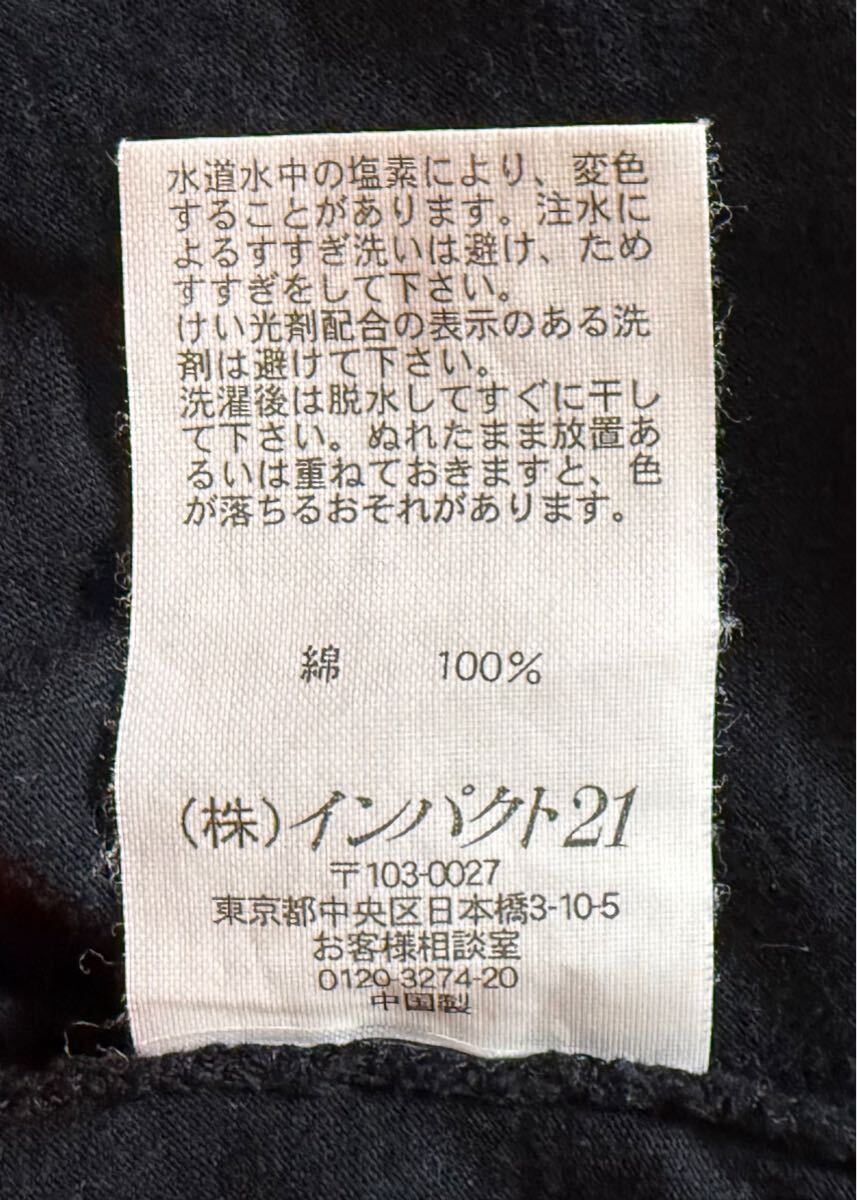 水道水中の塩素により、変色
することがあります。注水に
よるすすぎ洗いは避け、ため
すすぎをして下さい。
けい光剤配合の表示のある洗
剤は避けて下さい。
洗濯後は脱水してすぐに干し
て下さい。ぬれたまま放置あ
るいは重ねておきますと、色
が落ちるおそれがあります。
綿 100%
(株)インパクト21
〒103-0027
東京都中央区日本橋3-10-5
お客様相談室
0120-3274-20
中国製